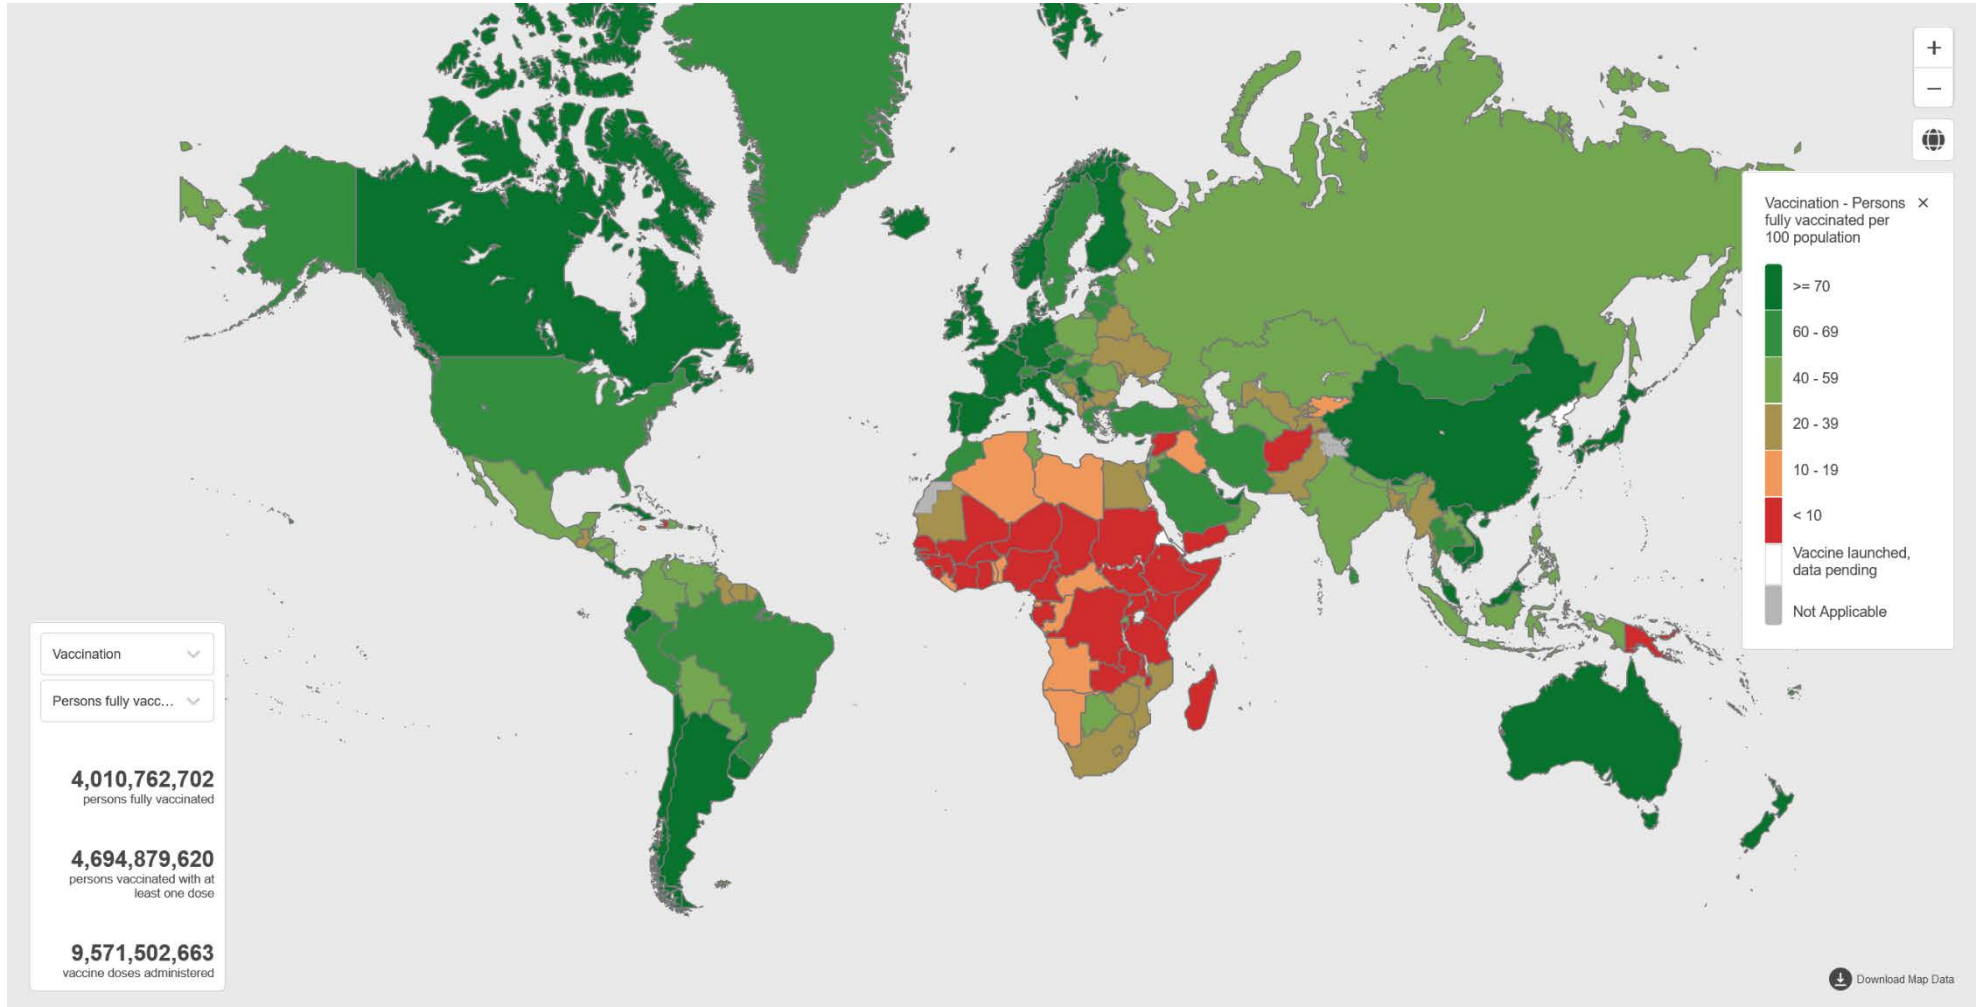 +
−
Vaccination - Persons ×
fully vaccinated per
100 population
>= 70
60 - 69
40 - 59
20 - 39
10 - 19
< 10
Vaccine launched,
data pending
Not Applicable
Vaccination
Persons fully vacc...
4,010,762,702
persons fully vaccinated
4,694,879,620
persons vaccinated with at
least one dose
9,571,502,663
vaccine doses administered
Download Map Data